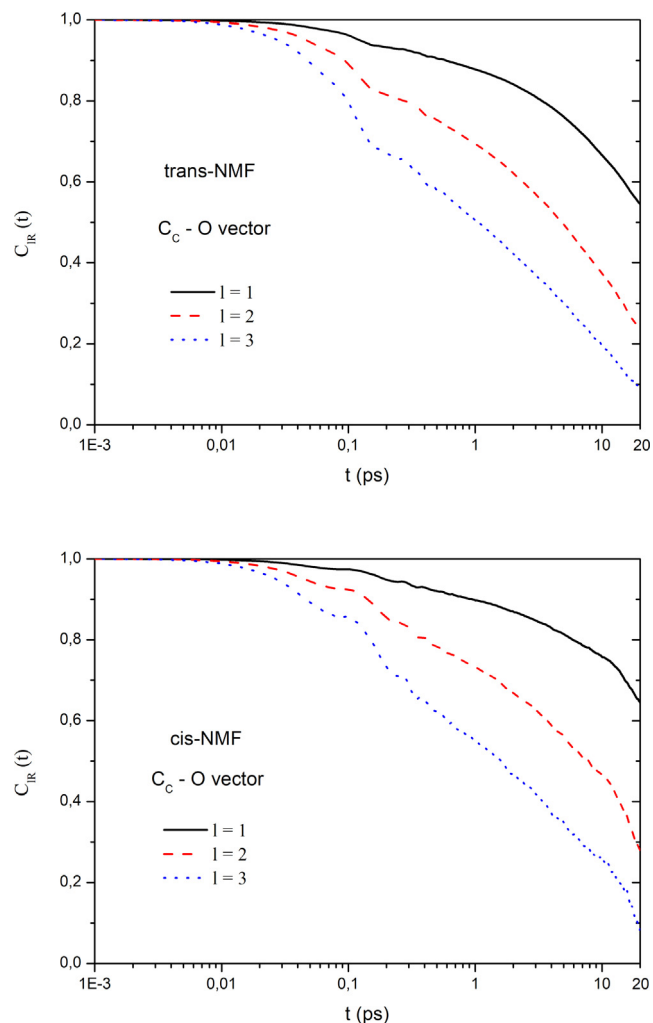 1,0
0,8
0,6
0,4
0,2
0,0
C_IR (t)
trans-NMF
C_C - O vector
l = 1
l = 2
l = 3
1E-3 0,01 0,1 1 10 20
t (ps)
1,0
0,8
0,6
0,4
0,2
0,0
C_IR (t)
cis-NMF
C_C - O vector
l = 1
l = 2
l = 3
1E-3 0,01 0,1 1 10 20
t (ps)